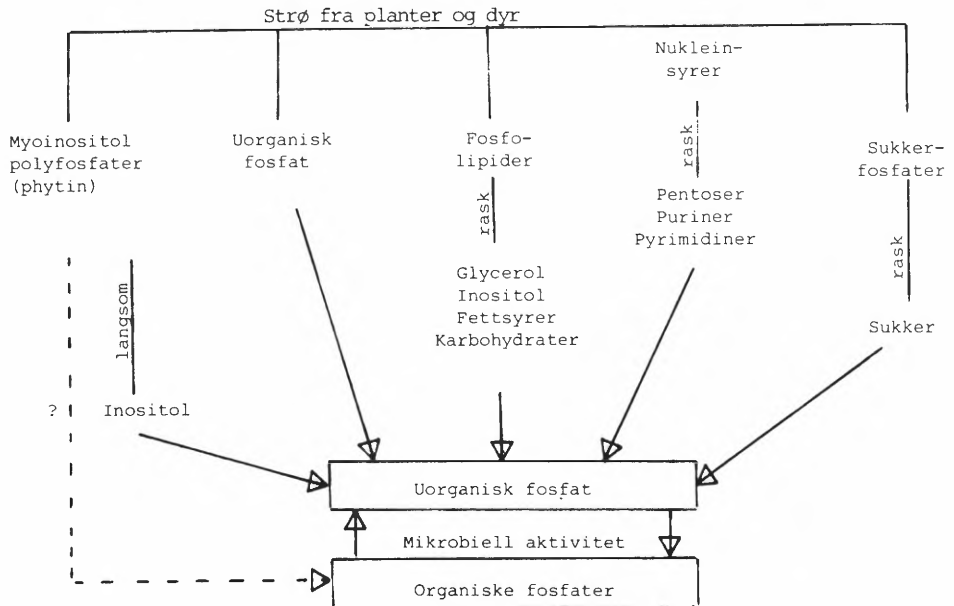 Strø fra planter og dyr
Myoinositol
polyfosfater
(phytin)
langsom
?
Inositol
Uorganisk
fosfat
Fosfo-
lipider
rask
Glycerol
Inositol
Fettsyrer
Karbohydrater
Nuklein-
syrer
rask
Pentoser
Puriner
Pyrimidiner
Sukker-
fosfater
rask
Sukker
Uorganisk fosfat
Mikrobiell aktivitet
Organiske fosfater